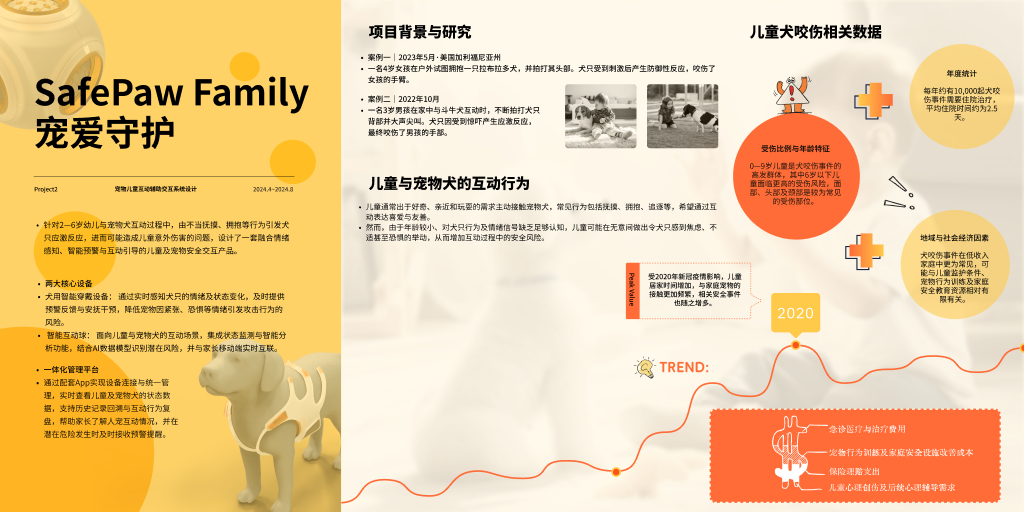 SafePaw Family
宠爱守护
Project2
宠物儿童互动辅助交互系统设计
2024.4–2024.8
• 针对2—6岁幼儿与宠物犬互动过程中，由不当抚摸、拥抱等行为引发犬
只应激反应，进而可能造成儿童意外伤害的问题，设计了一套融合情绪
感知、智能预警与互动引导的儿童及宠物安全交互产品。
• 两大核心设备
• 犬用智能穿戴设备： 通过实时感知犬只的情绪及状态变化，及时提供
预警反馈与安抚干预，降低宠物因紧张、恐惧等情绪引发攻击行为的
风险。
• 智能互动球： 面向儿童与宠物犬的互动场景，集成状态监测与智能分
析功能，结合AI数据模型识别潜在风险，并与家长移动端实时互联。
• 一体化管理平台
• 通过配套App实现设备连接与统一管
理，实时查看儿童及宠物犬的状态数
据，支持历史记录回溯与互动行为复
盘，帮助家长了解人宠互动情况，并在
潜在危险发生时及时接收预警提醒。
项目背景与研究
• 案例一｜2023年5月·美国加利福尼亚州
• 一名4岁女孩在户外试图拥抱一只拉布拉多犬，并拍打其头部。犬只受到刺激后产生防御性反应，咬伤了
女孩的手臂。
• 案例二｜2022年10月
• 一名3岁男孩在家中与斗牛犬互动时，不断拍打犬只
背部并大声尖叫。犬只因受到惊吓产生应激反应，
最终咬伤了男孩的手部。
儿童与宠物犬的互动行为
• 儿童通常出于好奇、亲近和玩耍的需求主动接触宠物犬，常见行为包括抚摸、拥抱、追逐等，希望通过互
动表达喜爱与友善。
• 然而，由于年龄较小、对犬只行为及情绪信号缺乏足够认知，儿童可能在无意间做出令犬只感到焦虑、不
适甚至恐惧的举动，从而增加互动过程中的安全风险。
儿童犬咬伤相关数据
年度统计
每年约有10,000起犬咬
伤事件需要住院治疗，
平均住院时间约为2.5
天。
受伤比例与年龄特征
0—9岁儿童是犬咬伤事件的
高发群体，其中6岁以下儿
童面临更高的受伤风险，面
部、头部及颈部是较为常见
的受伤部位。
地域与社会经济因素
犬咬伤事件在低收入
家庭中更为常见，可
能与儿童监护条件、
宠物行为训练及家庭
安全教育资源相对有
限有关。
Peak Value
受2020年新冠疫情影响，儿童
居家时间增加，与家庭宠物的
接触更加频繁，相关安全事件
也随之增多。
2020
TREND:
急诊医疗与治疗费用
宠物行为训练及家庭安全设施改善成本
保险理赔支出
儿童心理创伤及后续心理辅导需求